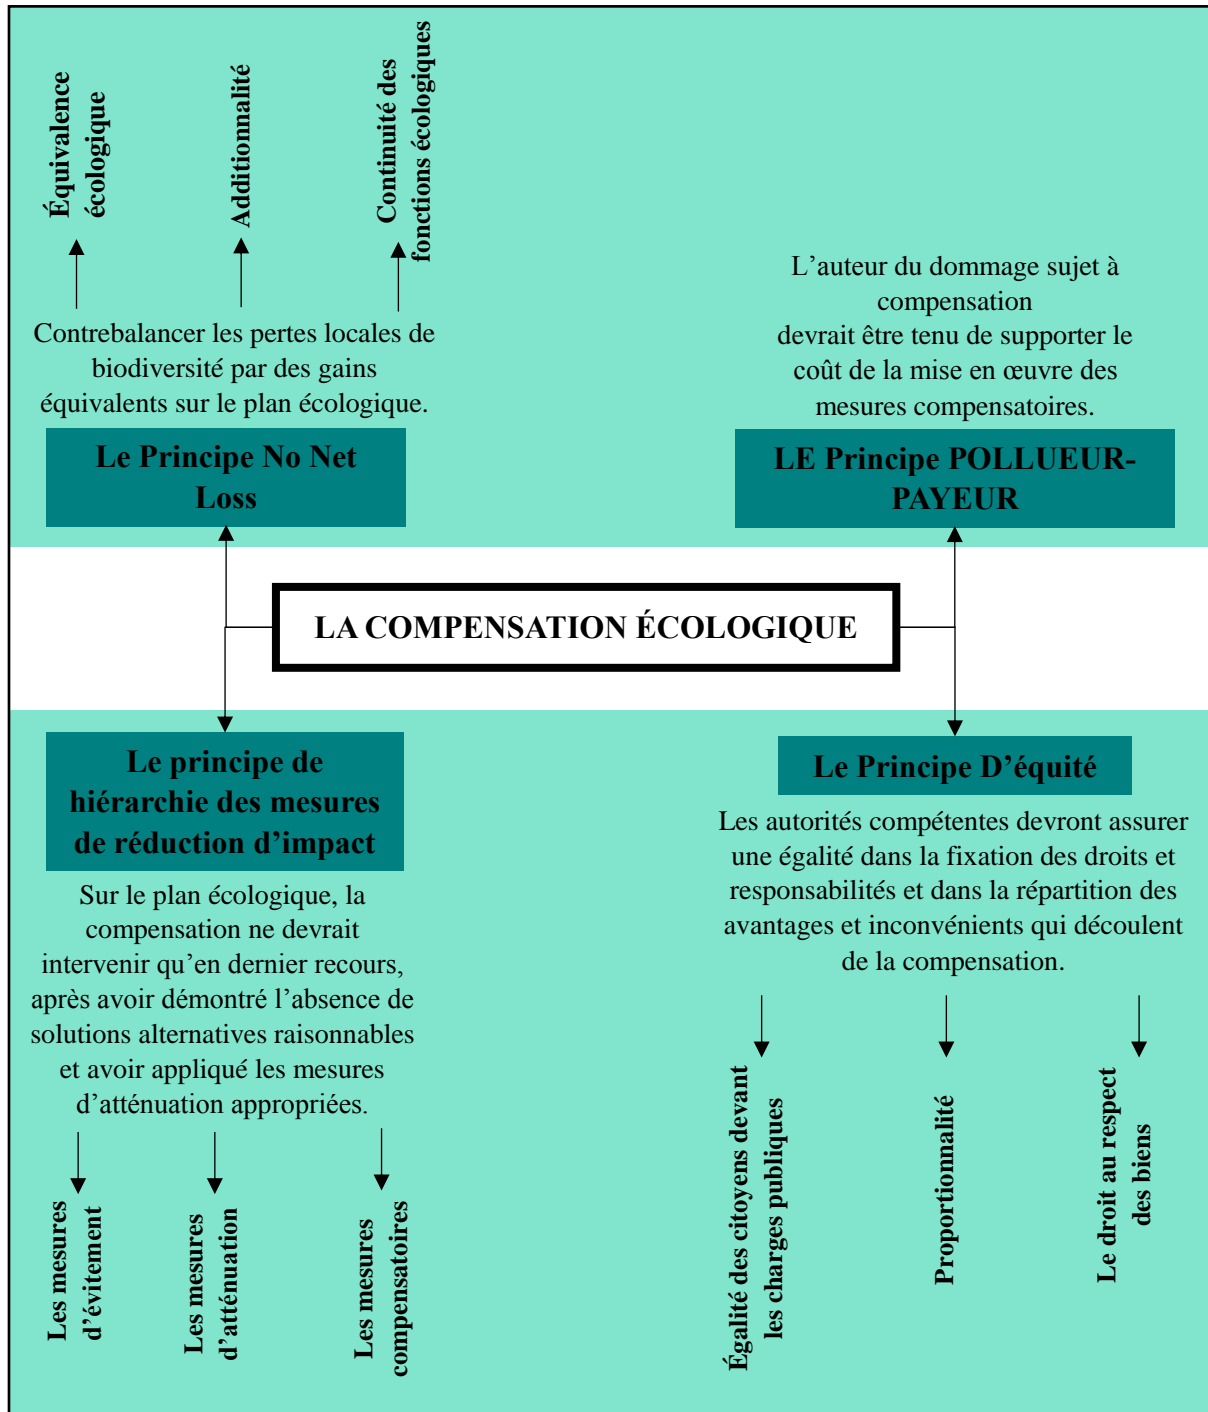 Équivalence
écologique
Additionnalité
Continuité des
fonctions écologiques
Contrebalancer les pertes locales de
biodiversité par des gains
équivalents sur le plan écologique.
Le Principe No Net
Loss
L’auteur du dommage sujet à
compensation
devrait être tenu de supporter le
coût de la mise en œuvre des
mesures compensatoires.
LE Principe POLLUEUR-
PAYEUR
LA COMPENSATION ÉCOLOGIQUE
Le principe de
hiérarchie des mesures
de réduction d’impact
Sur le plan écologique, la
compensation ne devrait
intervenir qu’en dernier recours,
après avoir démontré l’absence de
solutions alternatives raisonnables
et avoir appliqué les mesures
d’atténuation appropriées.
Les mesures
d’évitement
Les mesures
d’atténuation
Les mesures
compensatoires
Le Principe D’équité
Les autorités compétentes devront assurer
une égalité dans la fixation des droits et
responsabilités et dans la répartition des
avantages et inconvénients qui découlent
de la compensation.
Égalité des citoyens devant
les charges publiques
Proportionnalité
Le droit au respect
des biens